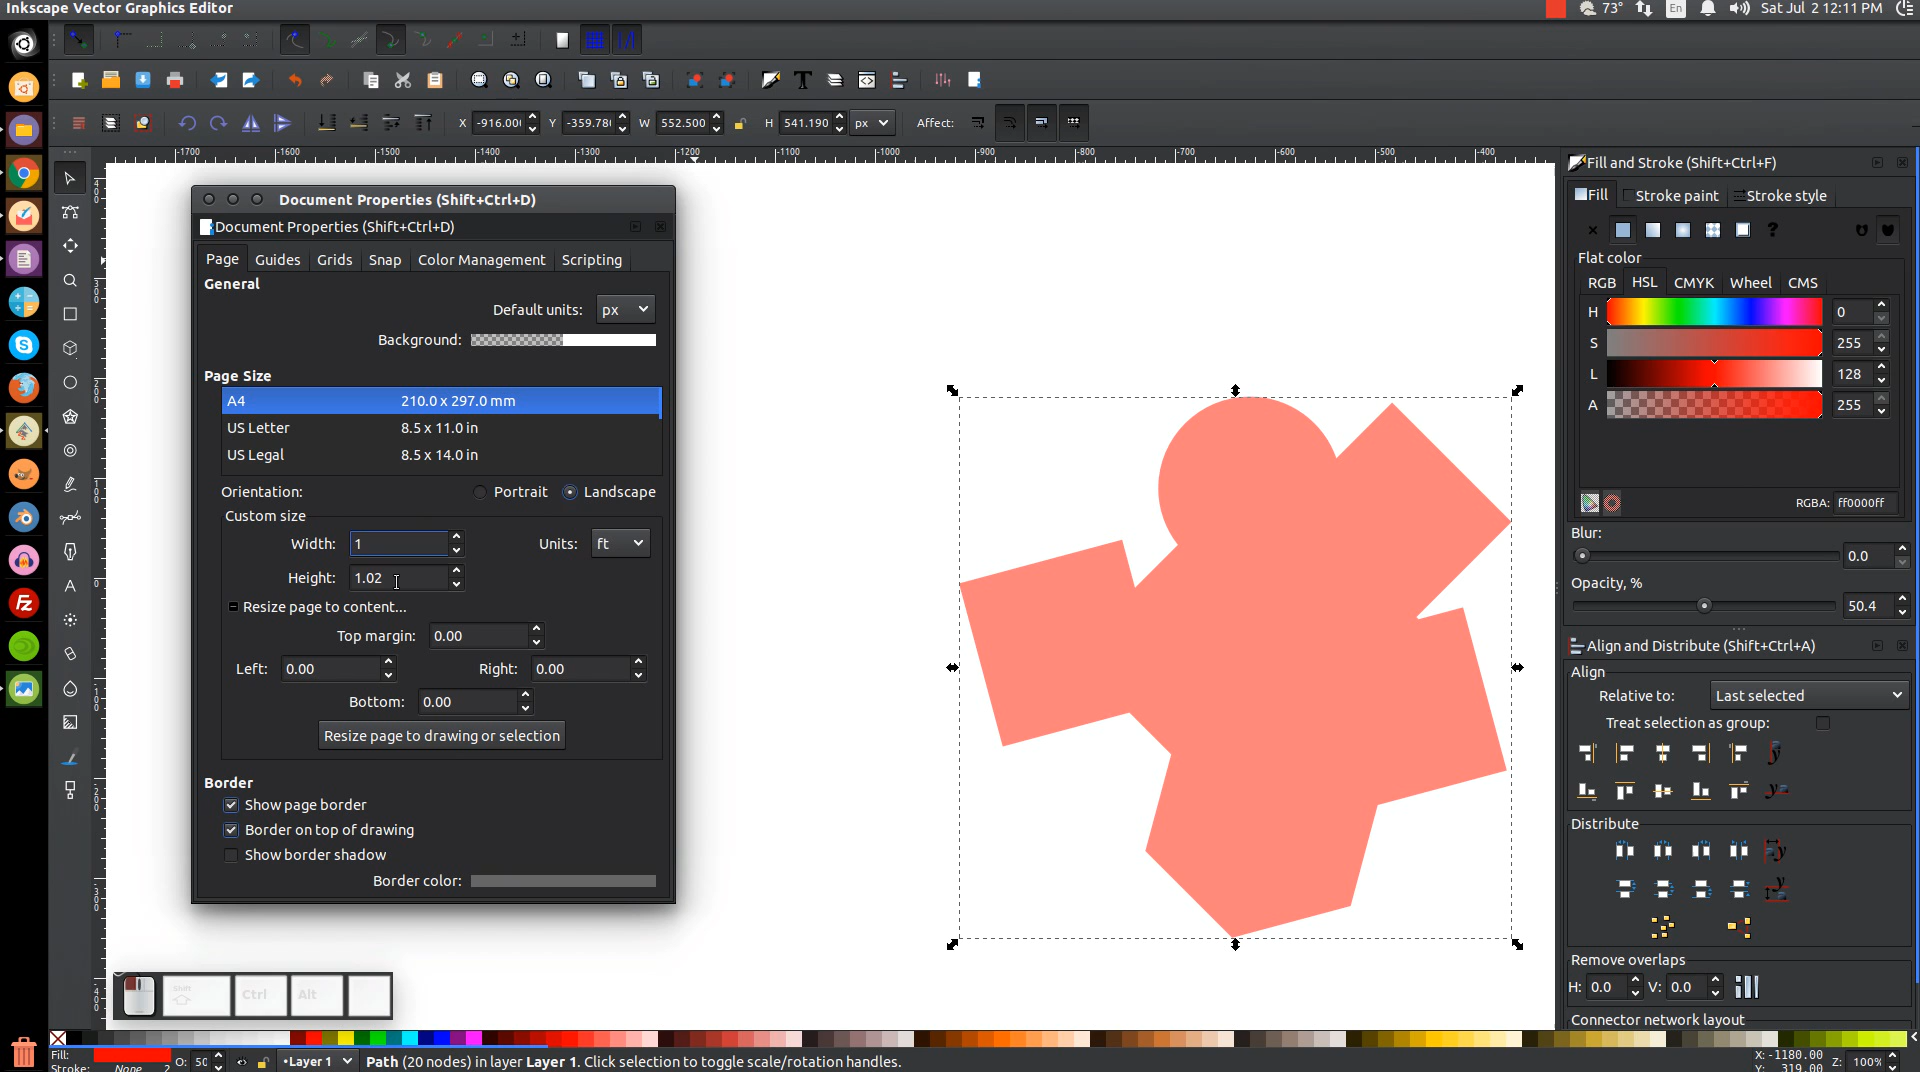 Inkscape Vector Graphics Editor
73° En Sat Jul 2 12:11 PM
X -916.00 Y -359.78 W 552.500 H 541.190 px Affect:
-1700 -1600 -1500 -1400 -1300 -1200 -1100 -1000 -900 -800 -700 -600 -500 -400
Document Properties (Shift+Ctrl+D)
Document Properties (Shift+Ctrl+D)
Page Guides Grids Snap Color Management Scripting
General
Default units: px
Background:
Page Size
A4 210.0 x 297.0 mm
US Letter 8.5 x 11.0 in
US Legal 8.5 x 14.0 in
Orientation: Portrait Landscape
Custom size
Width: 1 Units: ft
Height: 1.02
Resize page to content...
Top margin: 0.00
Left: 0.00 Right: 0.00
Bottom: 0.00
Resize page to drawing or selection
Border
Show page border
Border on top of drawing
Show border shadow
Border color:
Shift Ctrl Alt
Fill and Stroke (Shift+Ctrl+F)
Fill Stroke paint Stroke style
Flat color
RGB HSL CMYK Wheel CMS
H 0
S 255
L 128
A 255
RGBA: ff0000ff
Blur:
0.0
Opacity, %
50.4
Align and Distribute (Shift+Ctrl+A)
Align
Relative to: Last selected
Treat selection as group:
Distribute
Remove overlaps
H: 0.0 V: 0.0
Connector network layout
Fill: O: 50 •Layer 1 Path (20 nodes) in layer Layer 1. Click selection to toggle scale/rotation handles. X:-1180.00 Z: 100%
Stroke: None 2 Y: 319.00